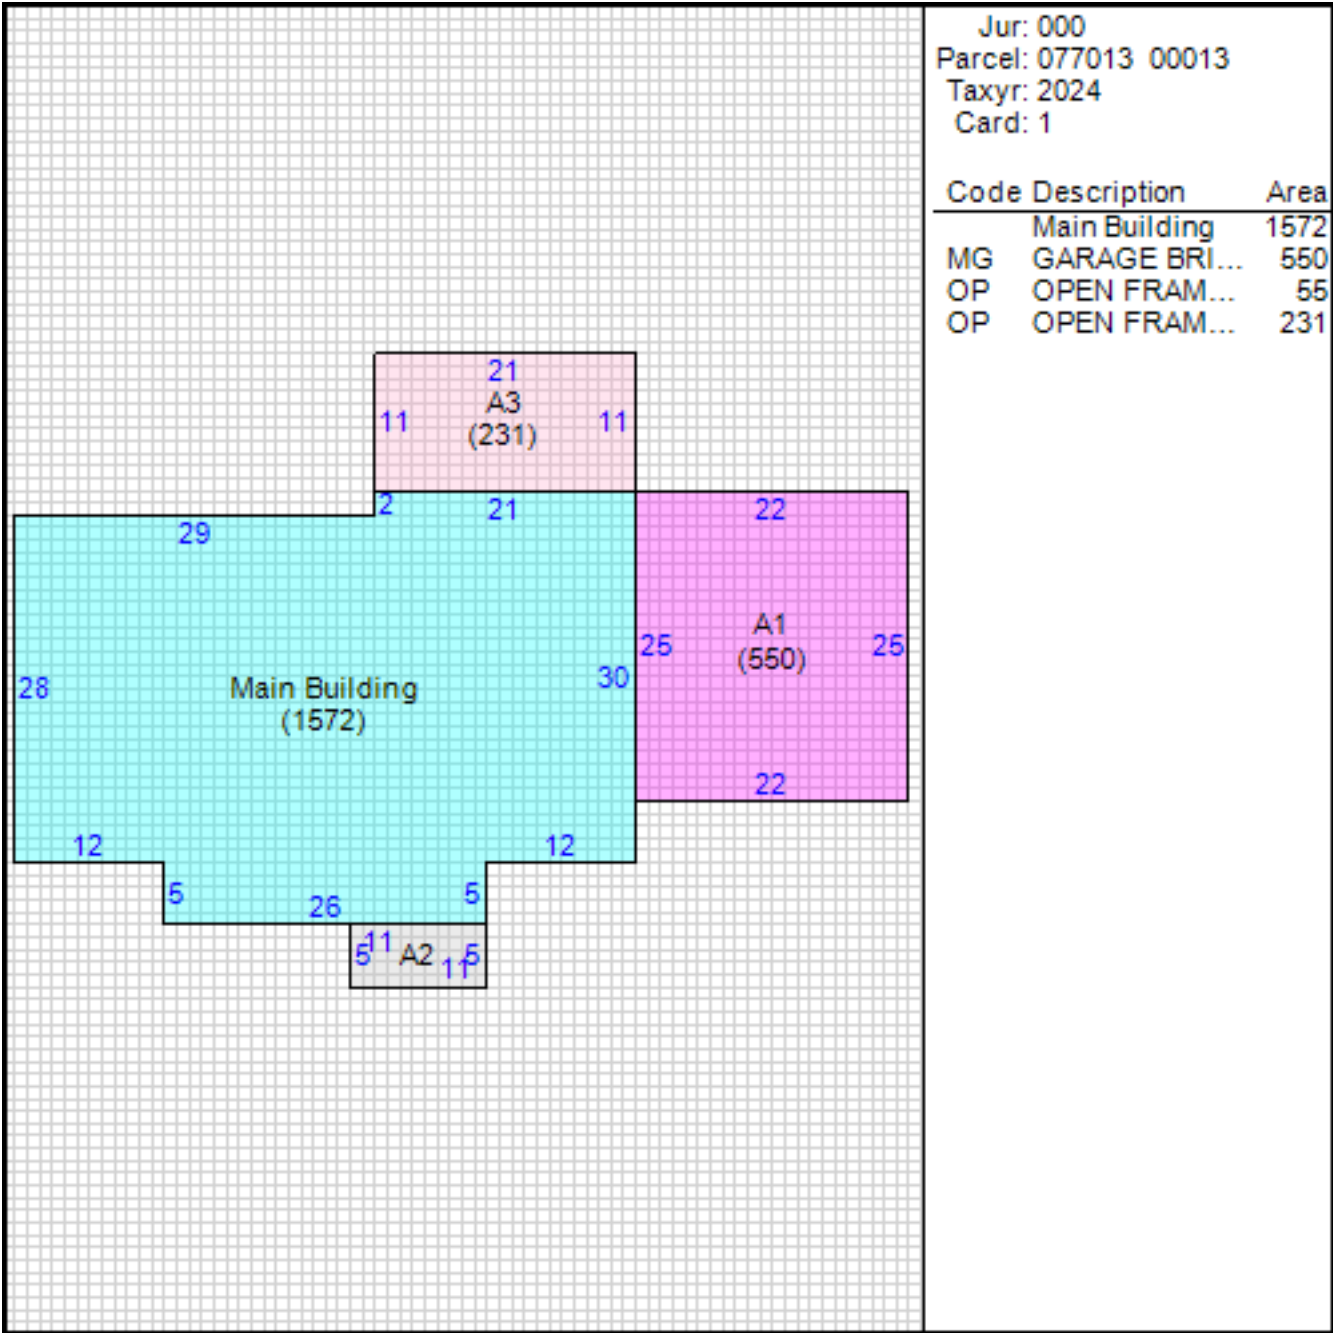 Jur: 000
Parcel: 077013 00013
Taxyr: 2024
Card: 1
Code Description Area
Main Building 1572
MG GARAGE BRI... 550
OP OPEN FRAM... 55
OP OPEN FRAM... 231
21
A3
11 11
(231)
2 21 22
29
A1
25 25
(550)
30
28 Main Building
(1572)
22
12 12
5 5
26
11
5 A2 5
11